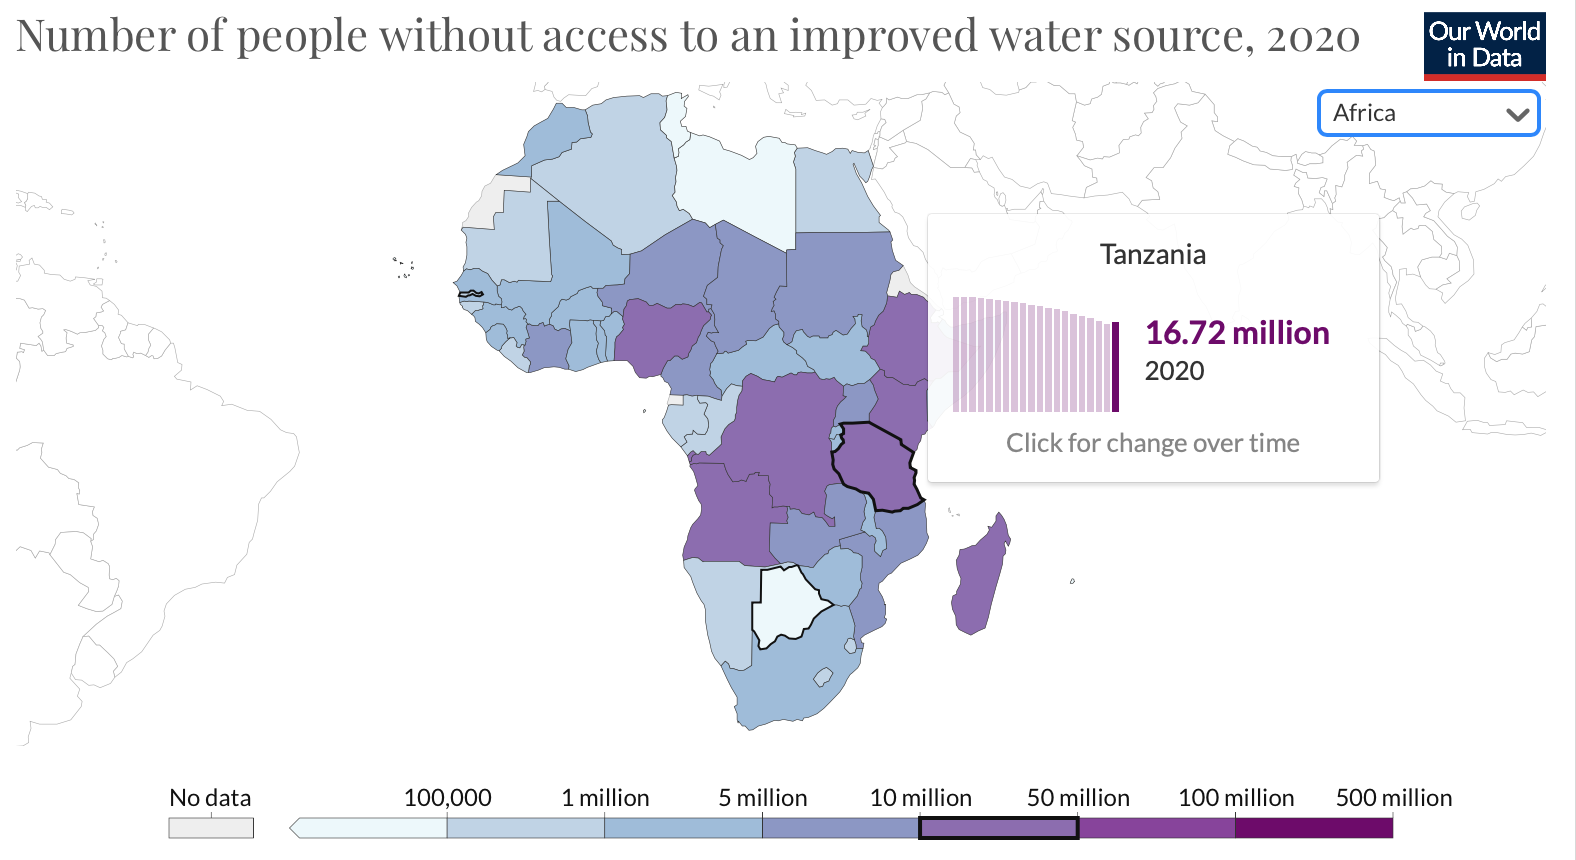 Number of people without access to an improved water source, 2020
Our World
in Data
Africa
Tanzania
16.72 million
2020
Click for change over time
No data
100,000
1 million
5 million
10 million
50 million
100 million
500 million